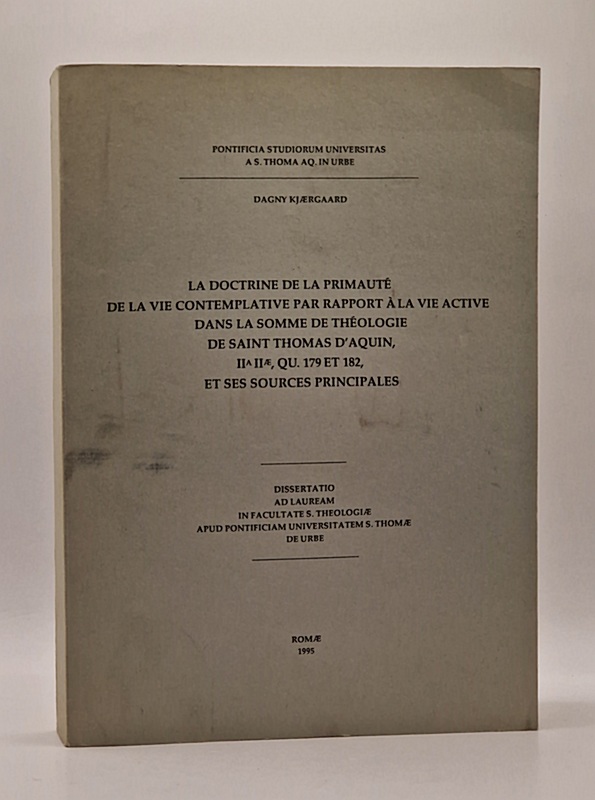 PONTIFICIA STUDIORUM UNIVERSITAS
A S. THOMA AQ. IN URBE
DAGNY KJÆRGAARD
LA DOCTRINE DE LA PRIMAUTÉ
DE LA VIE CONTEMPLATIVE PAR RAPPORT À LA VIE ACTIVE
DANS LA SOMME DE THÉOLOGIE
DE SAINT THOMAS D'AQUIN,
IIᴬ IIᴭ, QU. 179 ET 182,
ET SES SOURCES PRINCIPALES
DISSERTATIO
AD LAUREAM
IN FACULTATE S. THEOLOGIÆ
APUD PONTIFICIAM UNIVERSITATEM S. THOMÆ
DE URBE
ROMÆ
1995